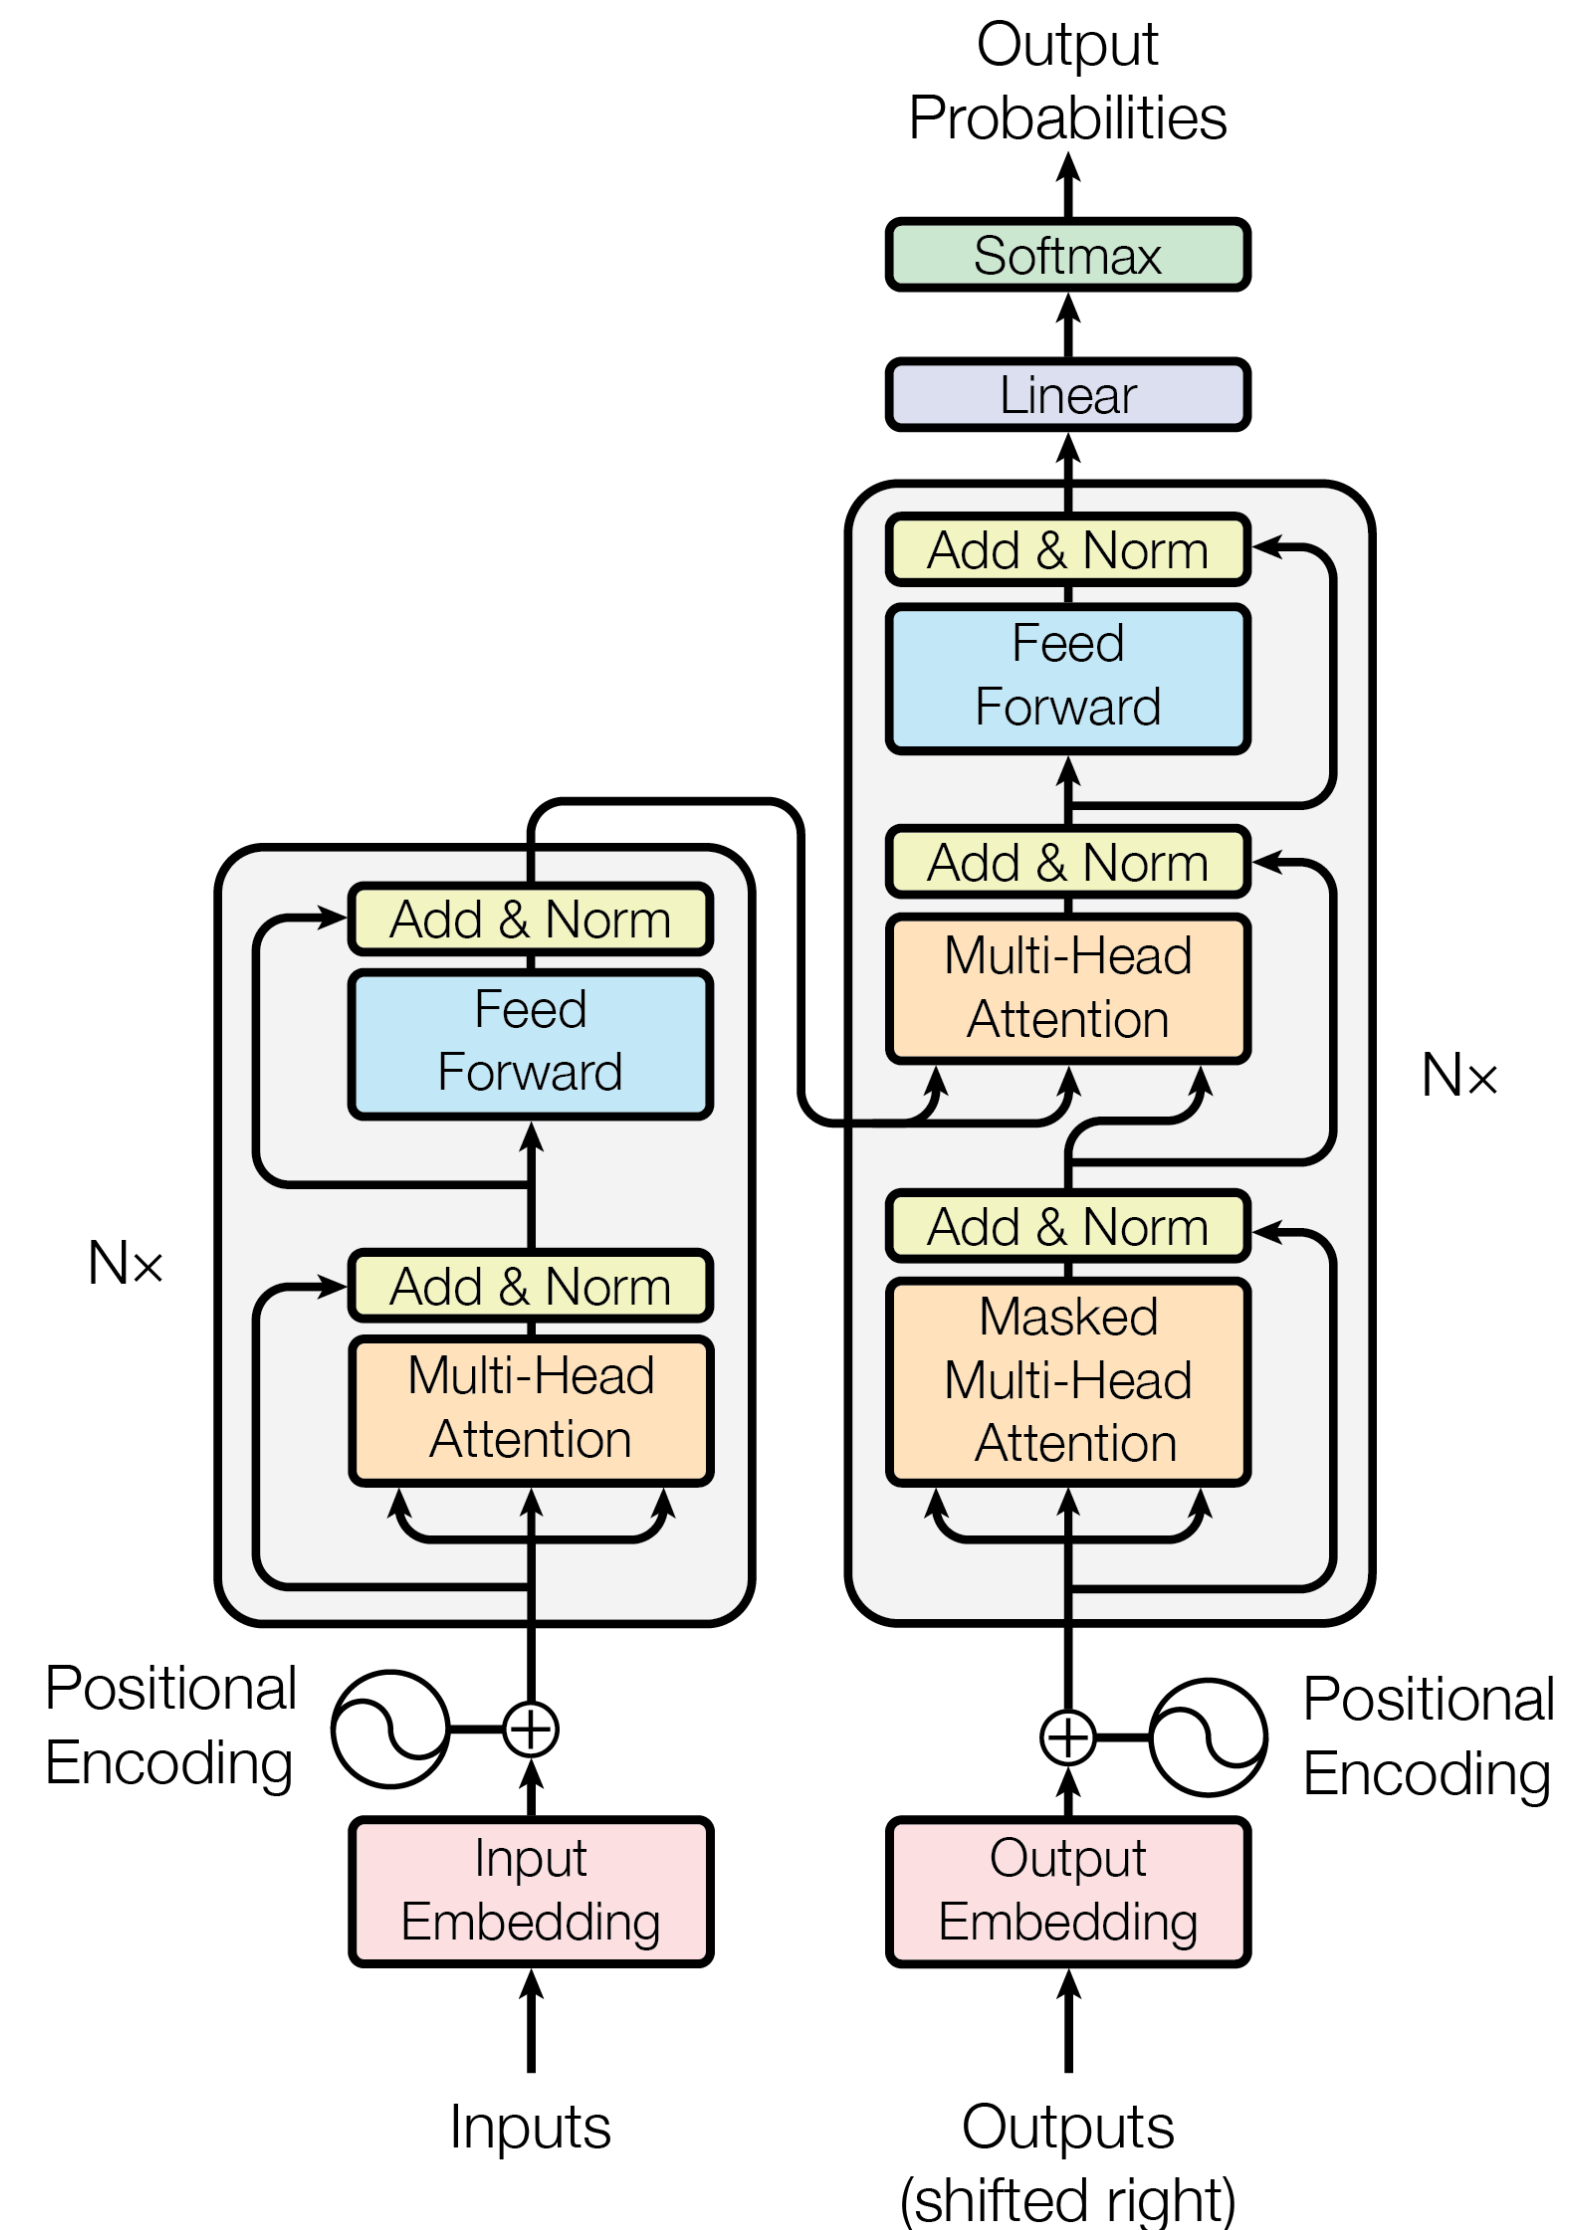 Output
Probabilities
Softmax
Linear
Add & Norm
Feed
Forward
Add & Norm
Multi-Head
Attention
N×
Add & Norm
Masked
Multi-Head
Attention
Add & Norm
Feed
Forward
N×
Add & Norm
Multi-Head
Attention
Positional
Encoding
Positional
Encoding
Input
Embedding
Output
Embedding
Inputs
Outputs
(shifted right)